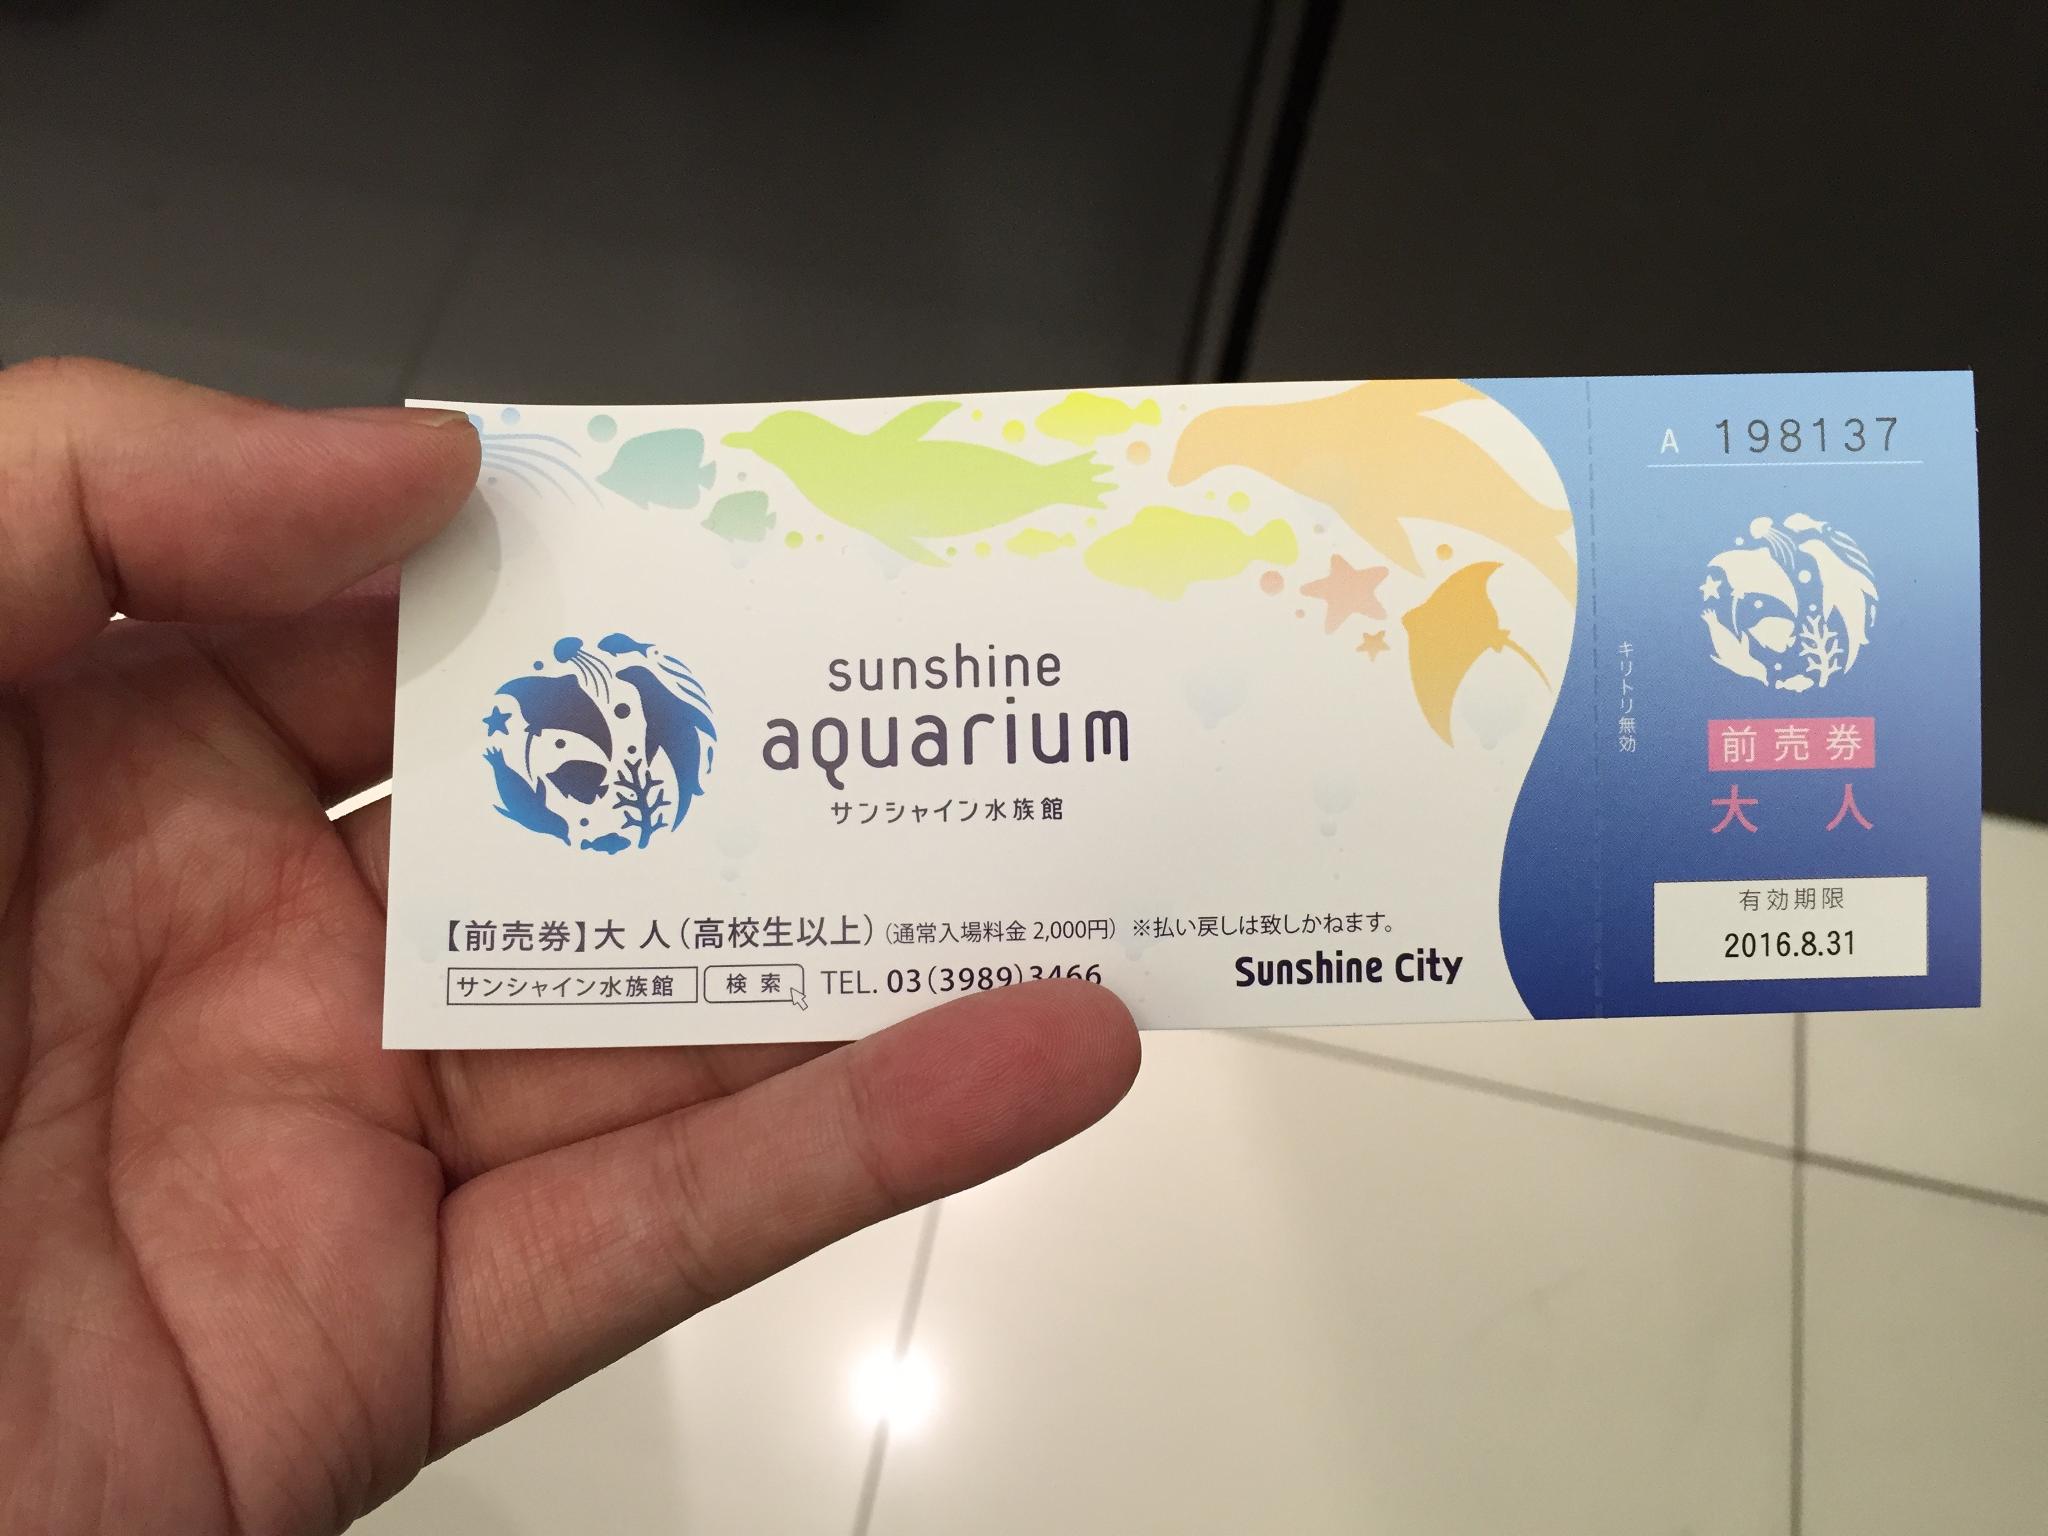 sunshine
aquarium
サンシャイン水族館
【前売券】大 人（高校生以上）（通常入場料金 2,000円）※払い戻しは致しかねます。
サンシャイン水族館 検 索 TEL. 03(3989)3466
Sunshine City
キリトリ無効
A 198137
前売券
大 人
有効期限
2016.8.31